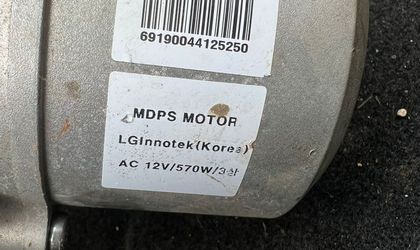 69190044125250
MDPS MOTOR
LGInnotek(Korea)
AC 12V/570W/3상